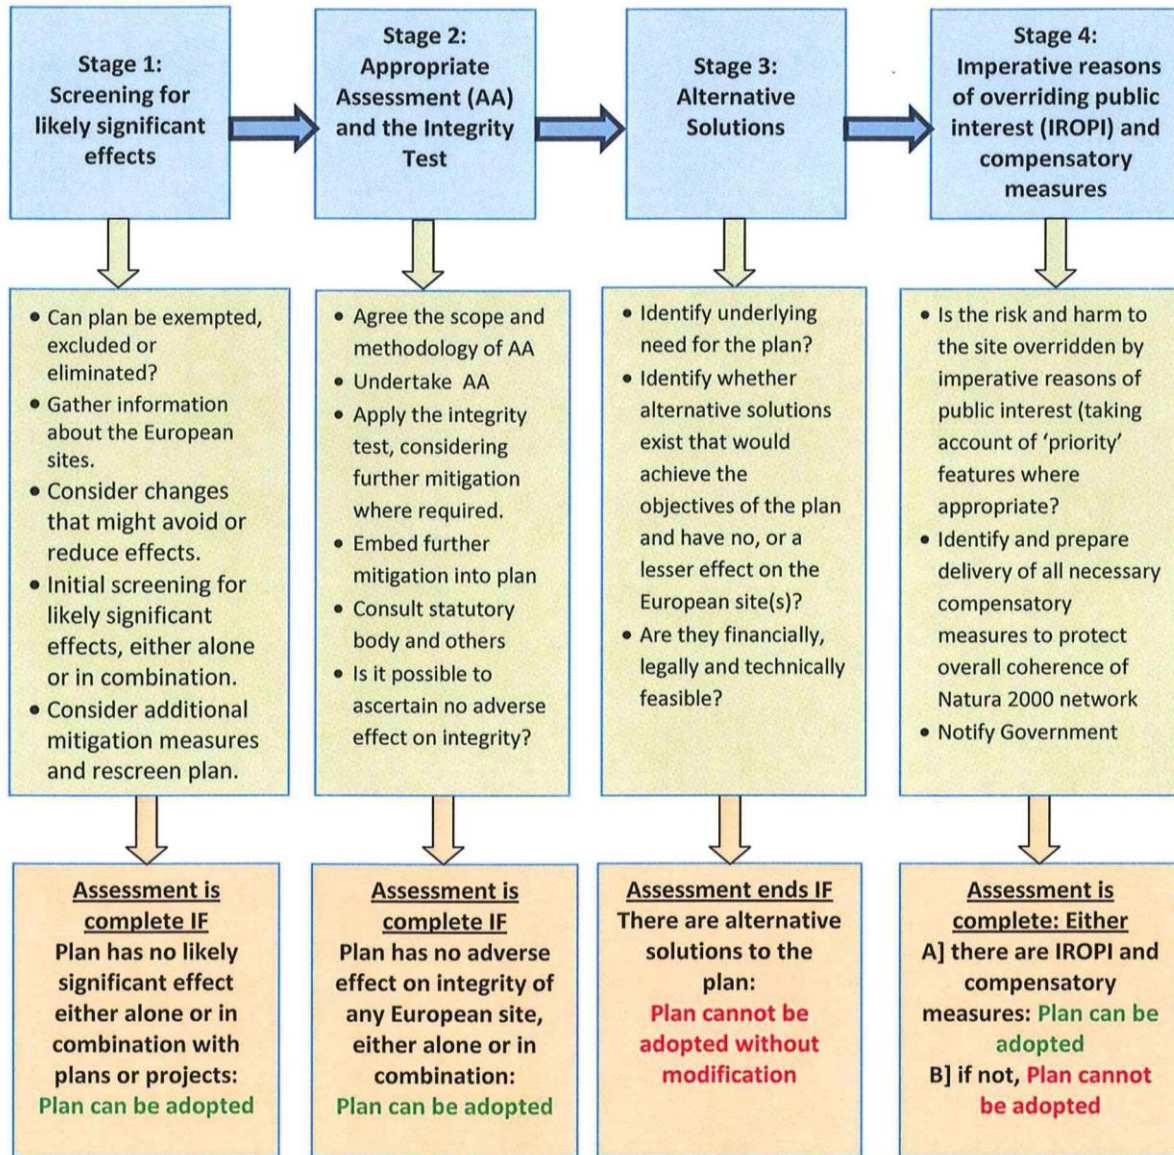 Stage 1:
Screening for
likely significant
effects
Stage 2:
Appropriate
Assessment (AA)
and the Integrity
Test
Stage 3:
Alternative
Solutions
Stage 4:
Imperative reasons
of overriding public
interest (IROPI) and
compensatory
measures
• Can plan be exempted,
excluded or
eliminated?
• Gather information
about the European
sites.
• Consider changes
that might avoid or
reduce effects.
• Initial screening for
likely significant
effects, either alone
or in combination.
• Consider additional
mitigation measures
and rescreen plan.
• Agree the scope and
methodology of AA
• Undertake AA
• Apply the integrity
test, considering
further mitigation
where required.
• Embed further
mitigation into plan
• Consult statutory
body and others
• Is it possible to
ascertain no adverse
effect on integrity?
• Identify underlying
need for the plan?
• Identify whether
alternative solutions
exist that would
achieve the
objectives of the plan
and have no, or a
lesser effect on the
European site(s)?
• Are they financially,
legally and technically
feasible?
• Is the risk and harm to
the site overridden by
imperative reasons of
public interest (taking
account of ‘priority’
features where
appropriate?
• Identify and prepare
delivery of all necessary
compensatory
measures to protect
overall coherence of
Natura 2000 network
• Notify Government
Assessment is
complete IF
Plan has no likely
significant effect
either alone or in
combination with
plans or projects:
Plan can be adopted
Assessment is
complete IF
Plan has no adverse
effect on integrity of
any European site,
either alone or in
combination:
Plan can be adopted
Assessment ends IF
There are alternative
solutions to the
plan:
Plan cannot be
adopted without
modification
Assessment is
complete: Either
A] there are IROPI and
compensatory
measures: Plan can be
adopted
B] if not, Plan cannot
be adopted